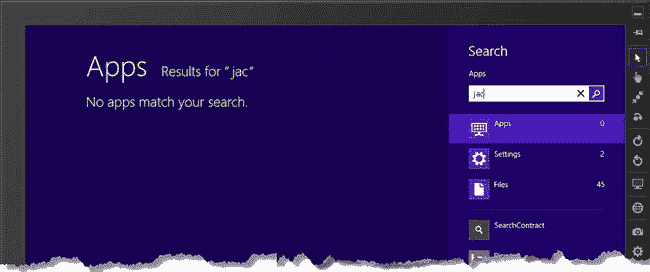 Apps Results for “jac”
No apps match your search.
Search
Apps
jac
Apps 0
Settings 2
Files 45
SearchContract